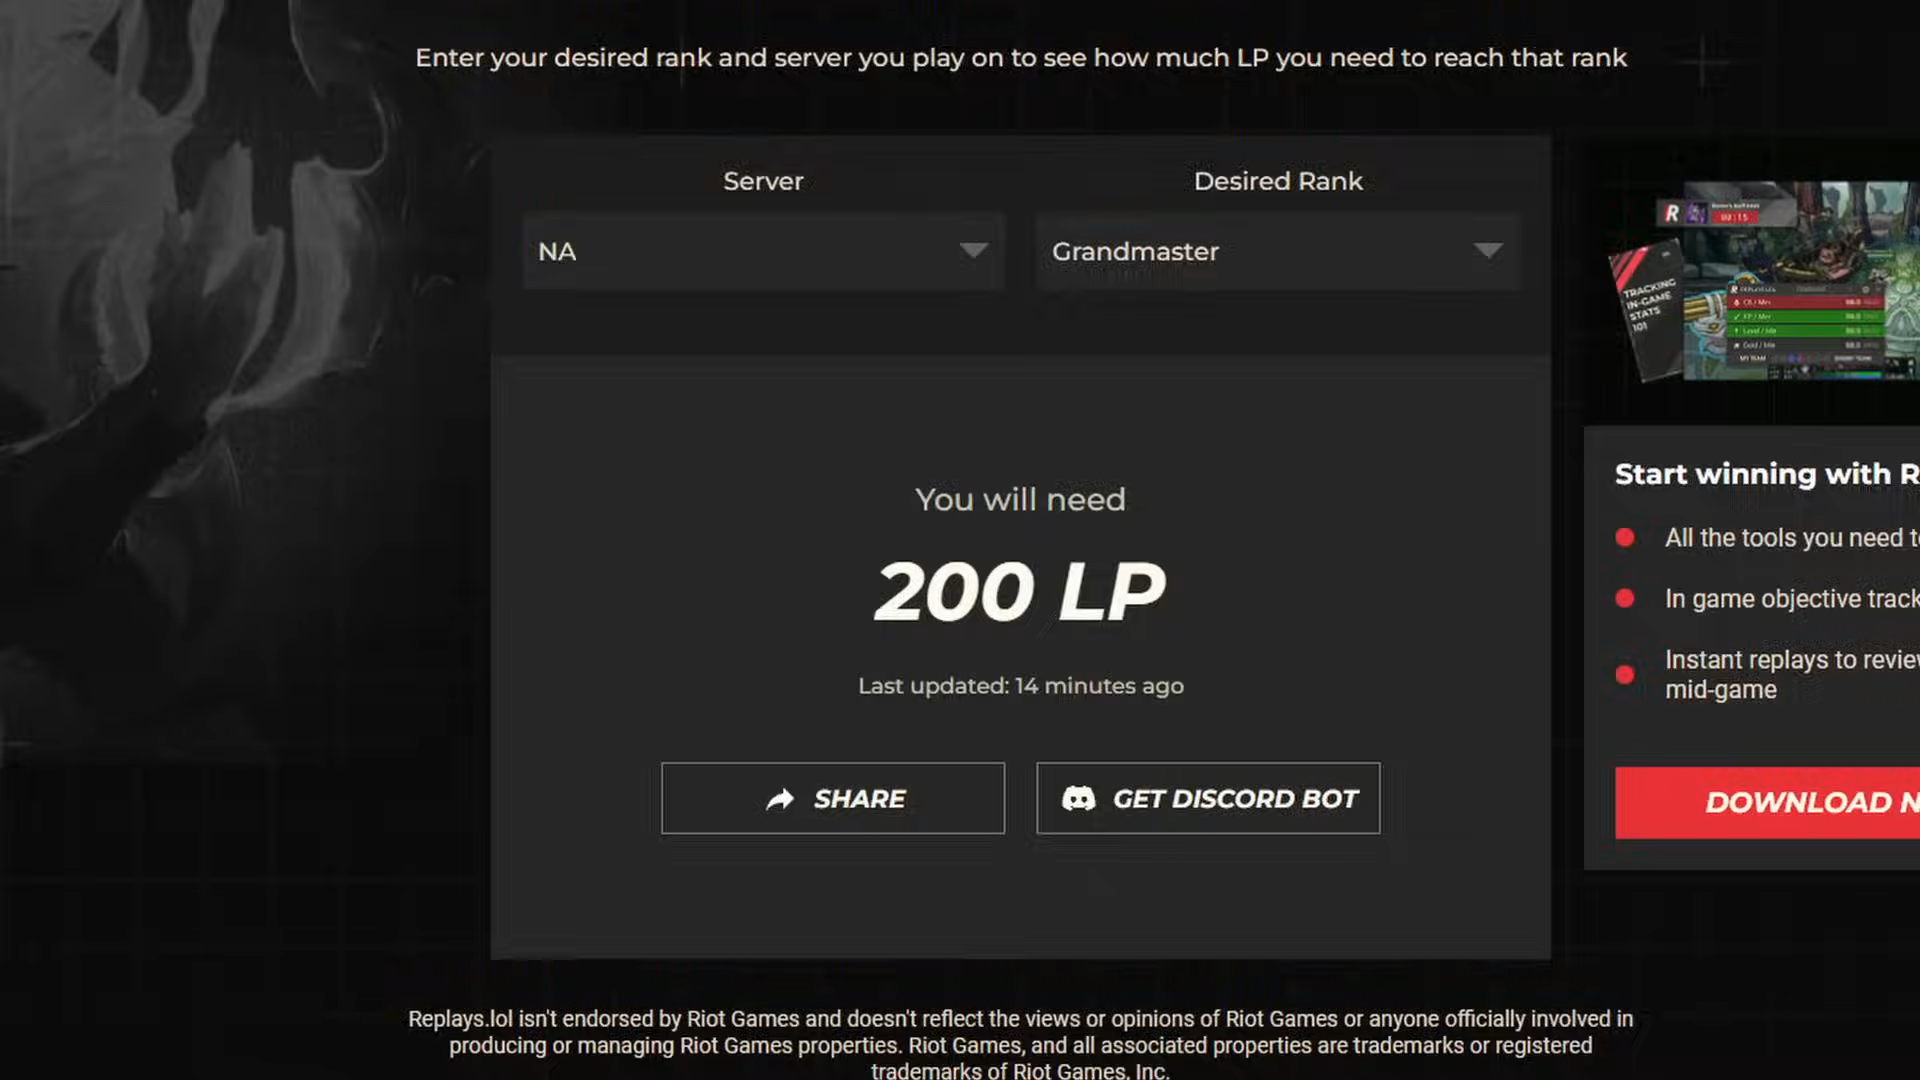 Enter your desired rank and server you play on to see how much LP you need to reach that rank
Server
Desired Rank
NA
Grandmaster
You will need
200 LP
Last updated: 14 minutes ago
SHARE
GET DISCORD BOT
TRACKING
IN-GAME
STATS
101
Start winning with R
All the tools you need t
In game objective track
Instant replays to review
mid-game
DOWNLOAD N
Replays.lol isn't endorsed by Riot Games and doesn't reflect the views or opinions of Riot Games or anyone officially involved in
producing or managing Riot Games properties. Riot Games, and all associated properties are trademarks or registered
trademarks of Riot Games, Inc.